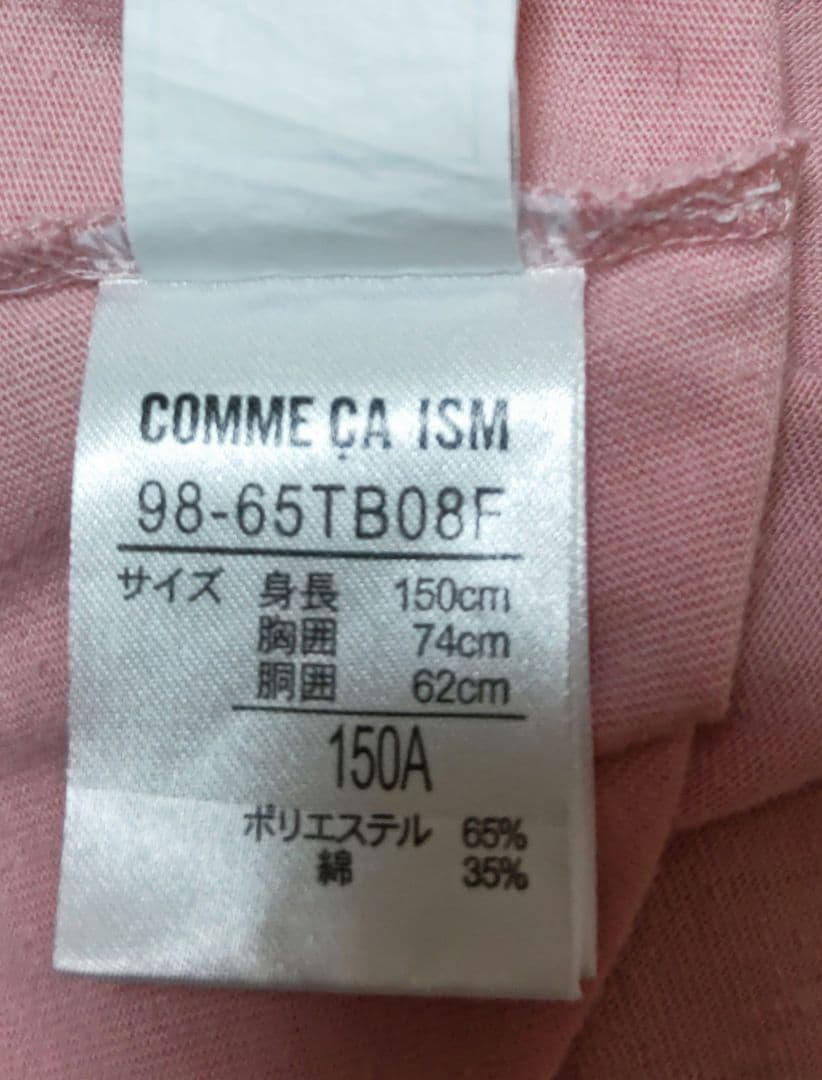 COMME ÇA ISM
98-65TB08F
サイズ 身長 150cm
胸囲 74cm
胴囲 62cm
150A
ポリエステル 65%
綿 35%